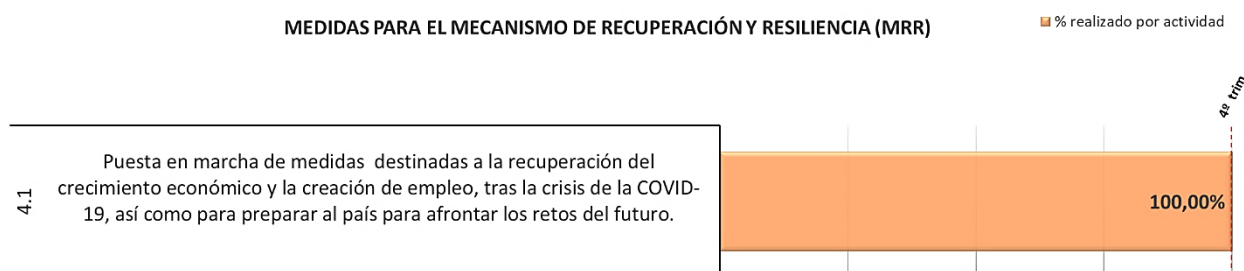 MEDIDAS PARA EL MECANISMO DE RECUPERACIÓN Y RESILIENCIA (MRR)
% realizado por actividad
4º trim
4.1
Puesta en marcha de medidas destinadas a la recuperación del
crecimiento económico y la creación de empleo, tras la crisis de la COVID-
19, así como para preparar al país para afrontar los retos del futuro.
100,00%